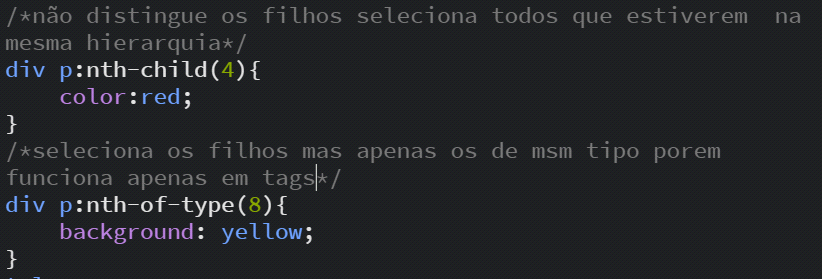 /*não distingue os filhos seleciona todos que estiverem  na
mesma hierarquia*/
div p:nth-child(4){
    color:red;
}
/*seleciona os filhos mas apenas os de msm tipo porem
funciona apenas em tags*/
div p:nth-of-type(8){
    background: yellow;
}